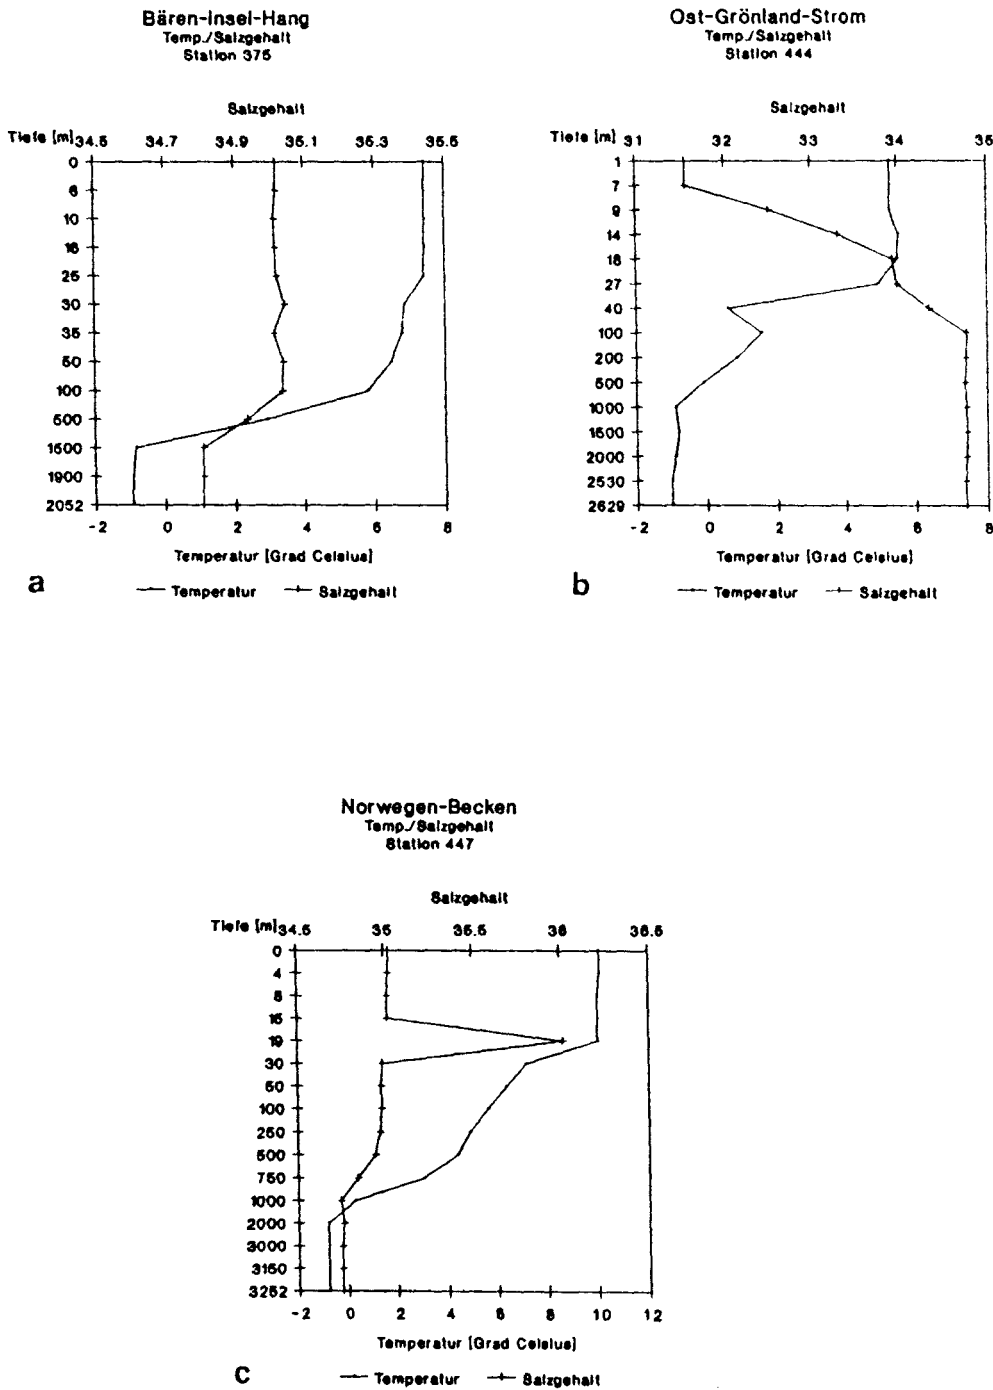 Bären-Insel-Hang
Temp./Salzgehalt
Station 375
Salzgehalt
Tiefe [m] 34.5 34.7 34.9 35.1 35.3 35.5
0
6
10
15
25
30
35
50
100
500
1500
1900
2052
-2 0 2 4 6 8
Temperatur [Grad Celsius]
a
Temperatur Salzgehalt
Ost-Grönland-Strom
Temp./Salzgehalt
Station 444
Salzgehalt
Tiefe [m] 31 32 33 34 35
1
7
9
14
18
27
40
100
200
500
1000
1500
2000
2530
2629
-2 0 4 4 6 8
Temperatur [Grad Celsius]
b
Temperatur Salzgehalt
Norwegen-Becken
Temp./Salzgehalt
Station 447
Salzgehalt
Tiefe [m] 34.5 35 35.5 36 36.5
0
4
8
15
19
30
50
100
250
500
750
1000
2000
3000
3150
3252
-2 0 2 4 6 8 10 12
Temperatur [Grad Celsius]
c
Temperatur Salzgehalt